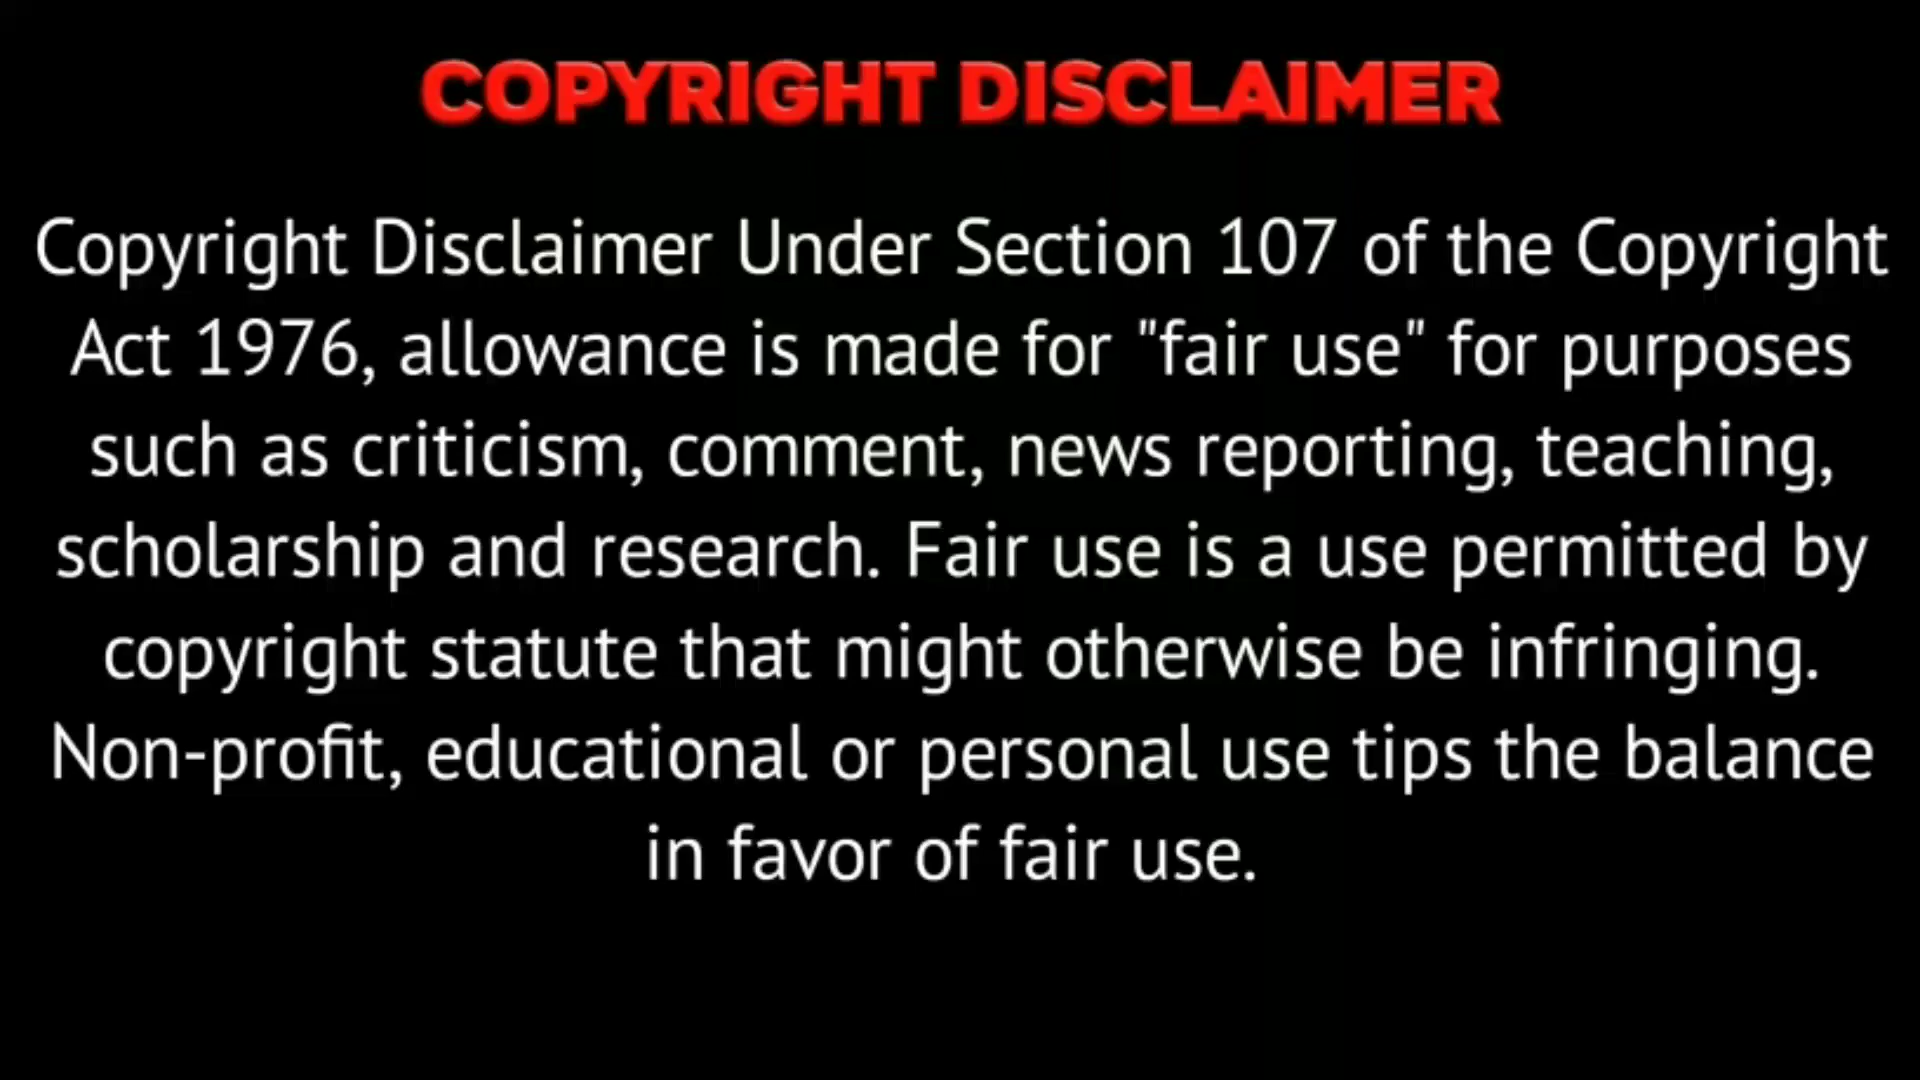 COPYRIGHT DISCLAIMER
Copyright Disclaimer Under Section 107 of the Copyright
Act 1976, allowance is made for "fair use" for purposes
such as criticism, comment, news reporting, teaching,
scholarship and research. Fair use is a use permitted by
copyright statute that might otherwise be infringing.
Non-profit, educational or personal use tips the balance
in favor of fair use.